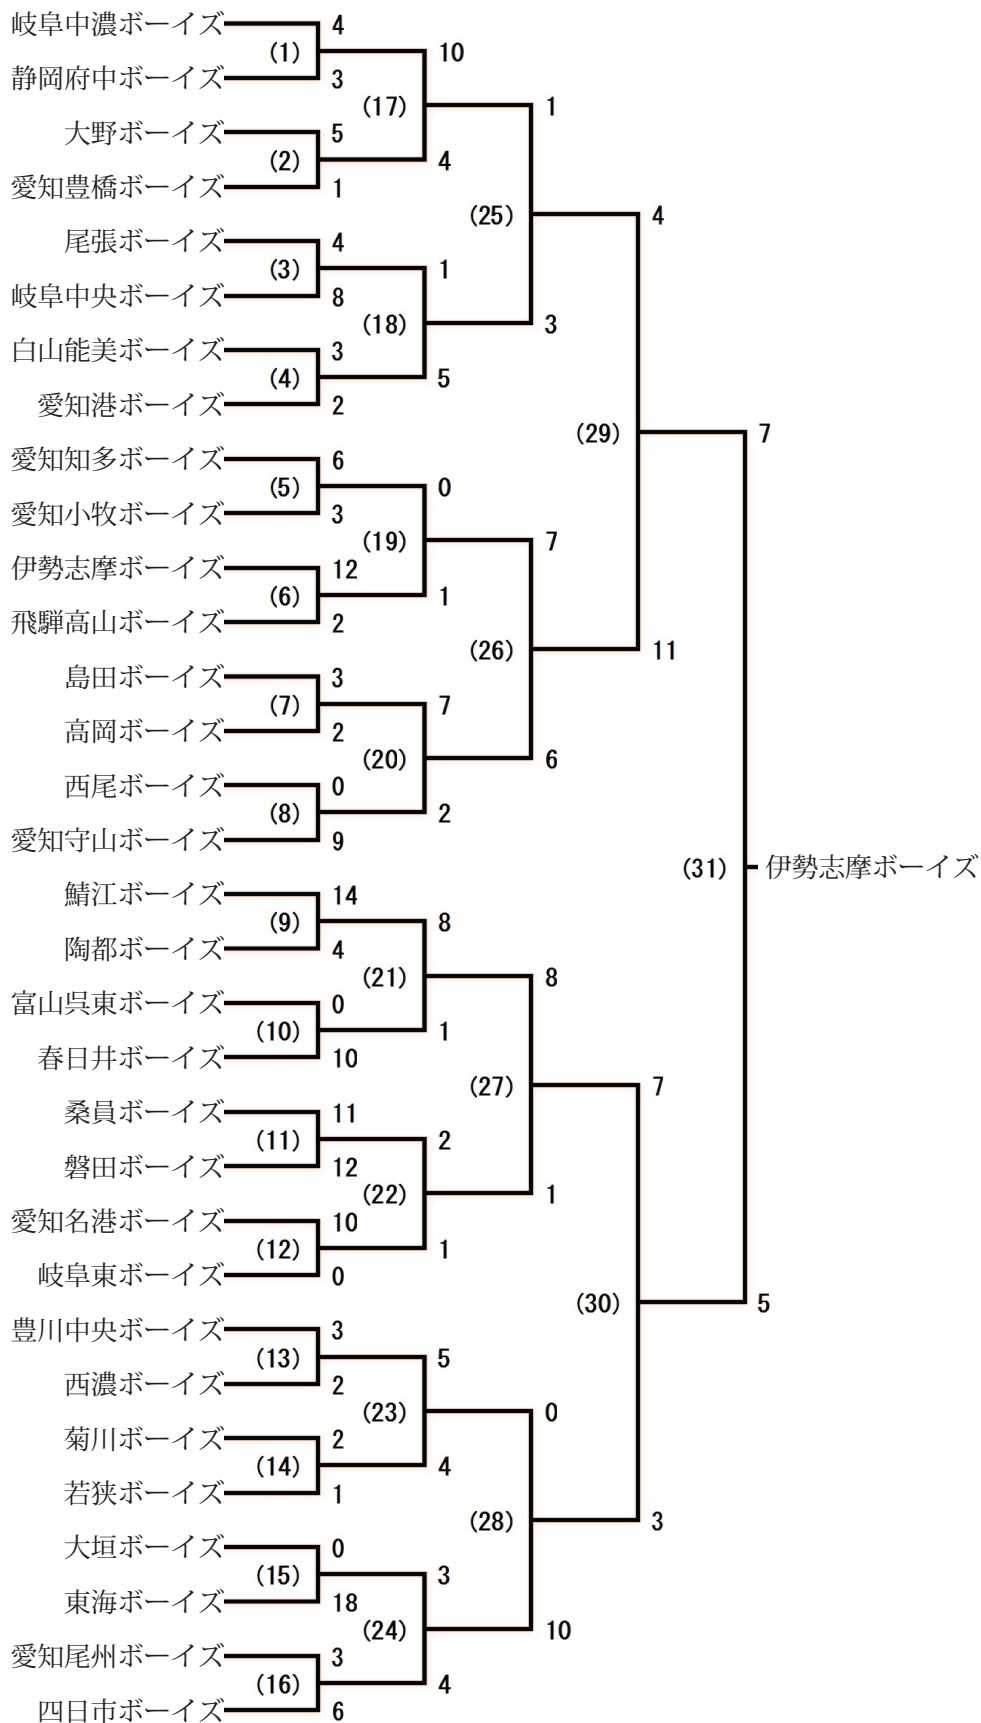 岐阜中濃ボーイズ 4
(1) 10
静岡府中ボーイズ 3
(17) 1
大野ボーイズ 5
(2) 4
愛知豊橋ボーイズ 1
(25) 4
尾張ボーイズ 4
(3) 1
岐阜中央ボーイズ 8
(18) 3
白山能美ボーイズ 3
(4) 5
愛知港ボーイズ 2
(29) 7
愛知知多ボーイズ 6
(5) 0
愛知小牧ボーイズ 3
(19) 7
伊勢志摩ボーイズ 12
(6) 1
飛騨高山ボーイズ 2
(26) 11
島田ボーイズ 3
(7) 7
高岡ボーイズ 2
(20) 6
西尾ボーイズ 0
(8) 2
愛知守山ボーイズ 9
(31) 伊勢志摩ボーイズ
鯖江ボーイズ 14
(9) 8
陶都ボーイズ 4
(21) 8
富山呉東ボーイズ 0
(10) 1
春日井ボーイズ 10
(27) 7
桑員ボーイズ 11
(11) 2
磐田ボーイズ 12
(22) 1
愛知名港ボーイズ 10
(12) 1
岐阜東ボーイズ 0
(30) 5
豊川中央ボーイズ 3
(13) 5
西濃ボーイズ 2
(23) 0
菊川ボーイズ 2
(14) 4
若狭ボーイズ 1
(28) 3
大垣ボーイズ 0
(15) 3
東海ボーイズ 18
(24) 10
愛知尾州ボーイズ 3
(16) 4
四日市ボーイズ 6